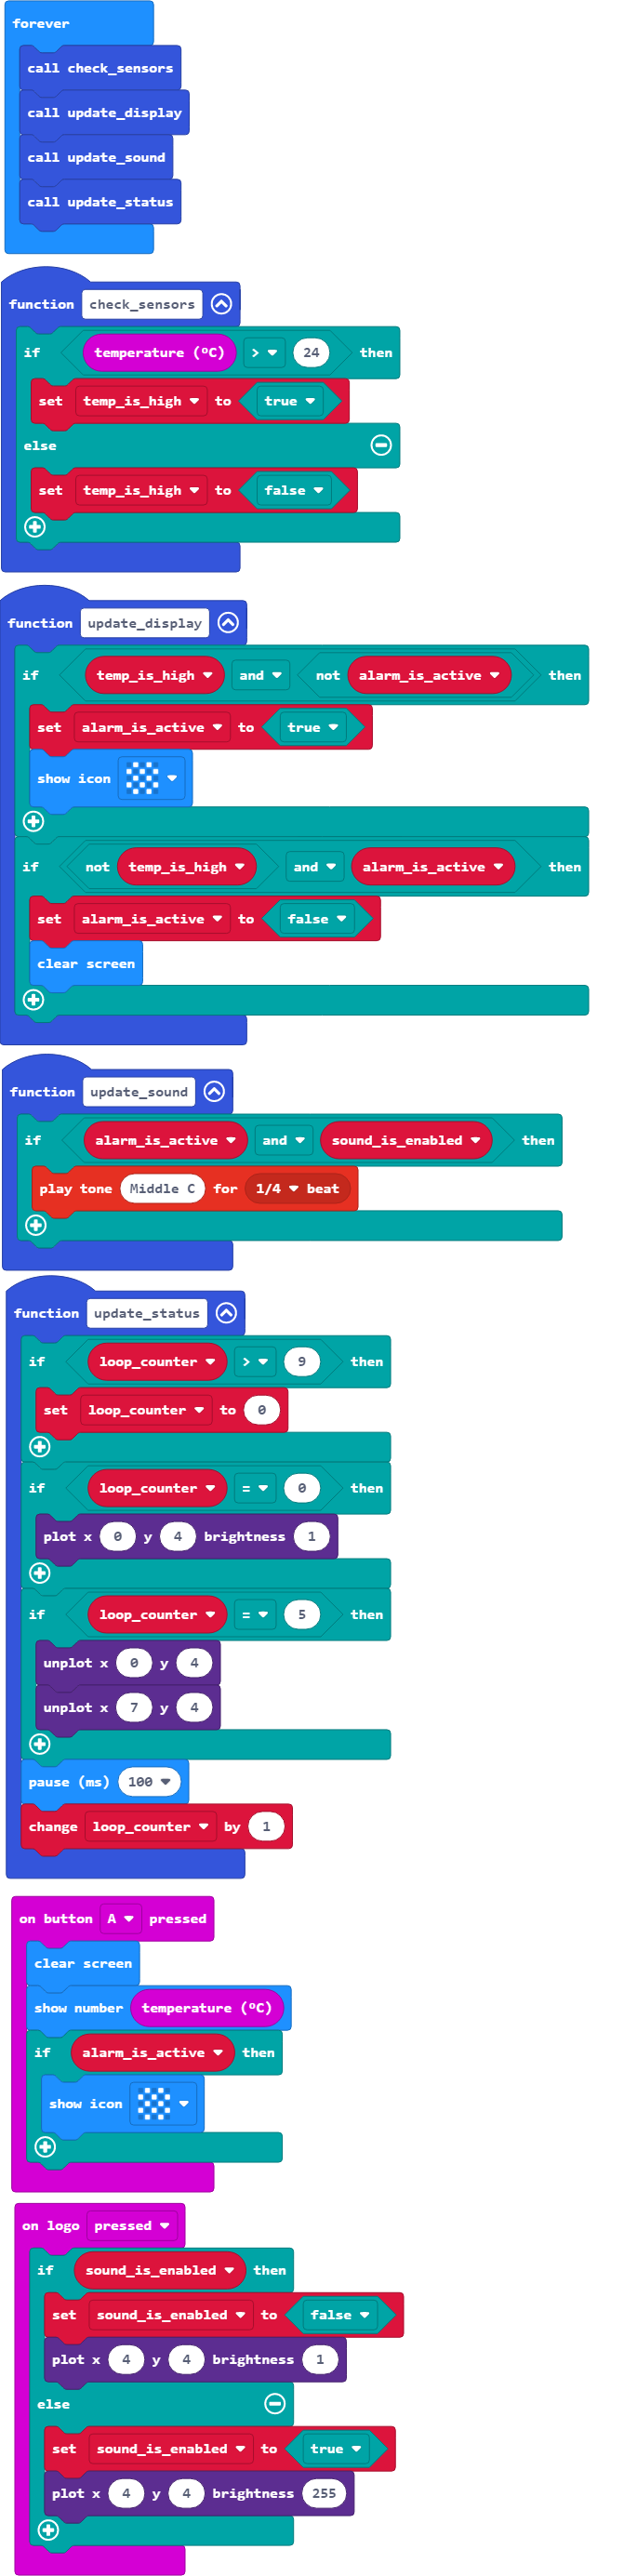 forever
call check_sensors
call update_display
call update_sound
call update_status
function check_sensors
if temperature (ºC) > 24 then
set temp_is_high to true
else
set temp_is_high to false
function update_display
if temp_is_high and not alarm_is_active then
set alarm_is_active to true
show icon
if not temp_is_high and alarm_is_active then
set alarm_is_active to false
clear screen
function update_sound
if alarm_is_active and sound_is_enabled then
play tone Middle C for 1/4 beat
function update_status
if loop_counter > 9 then
set loop_counter to 0
if loop_counter = 0 then
plot x 0 y 4 brightness 1
if loop_counter = 5 then
unplot x 0 y 4
unplot x 7 y 4
pause (ms) 100
change loop_counter by 1
on button A pressed
clear screen
show number temperature (ºC)
if alarm_is_active then
show icon
on logo pressed
if sound_is_enabled then
set sound_is_enabled to false
plot x 4 y 4 brightness 1
else
set sound_is_enabled to true
plot x 4 y 4 brightness 255